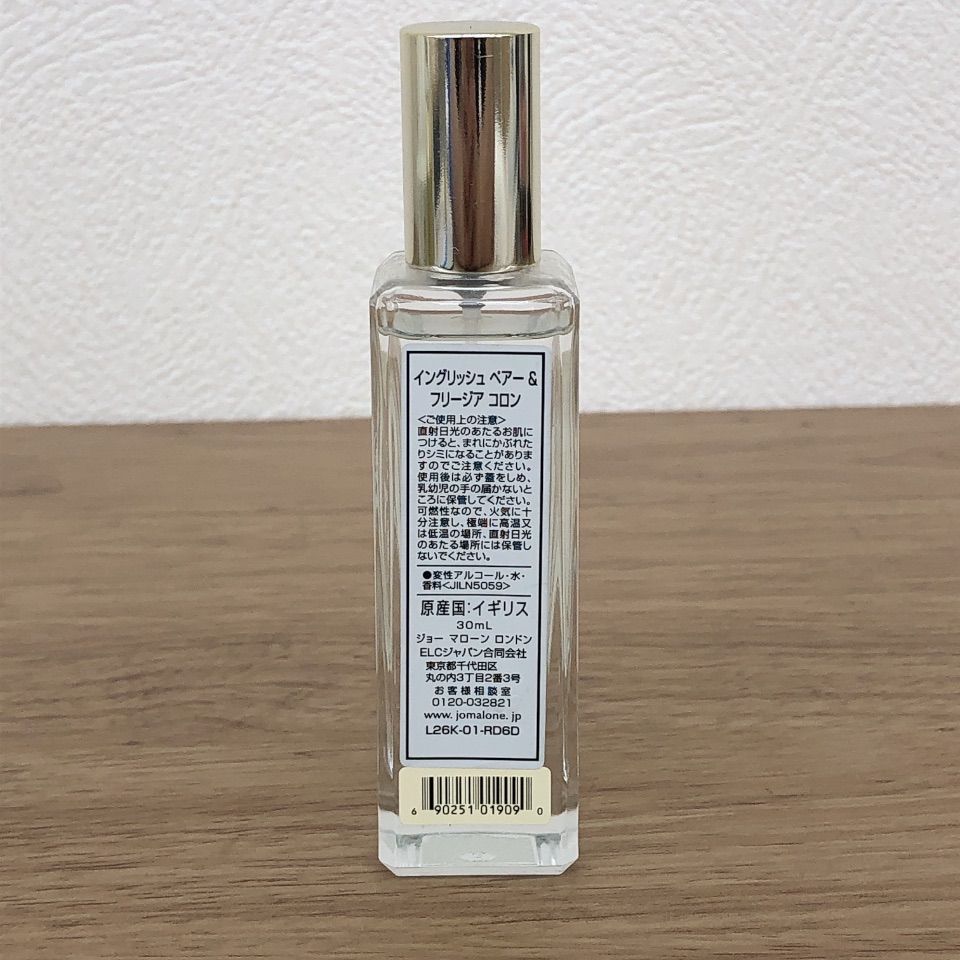 イングリッシュ ペアー &
フリージア コロン
<ご使用上の注意>
直射日光のあたるお肌に
つけると、まれにかぶれた
りシミになることがありま
すのでご注意ください。
使用後は必ず蓋をしめ、
乳幼児の手の届かないと
ころに保管してください。
可燃性なので、火気に十
分注意し、極端に高温又
は低温の場所、直射日光
のあたる場所には保管し
ないでください。
●変性アルコール・水・
香料<JILN5059>
原産国:イギリス
30mL
ジョー マローン ロンドン
ELCジャパン合同会社
東京都千代田区
丸の内3丁目2番3号
お客様相談室
0120-032821
www.jomalone.jp
L26K-01-RD6D
6 90251 01909 0